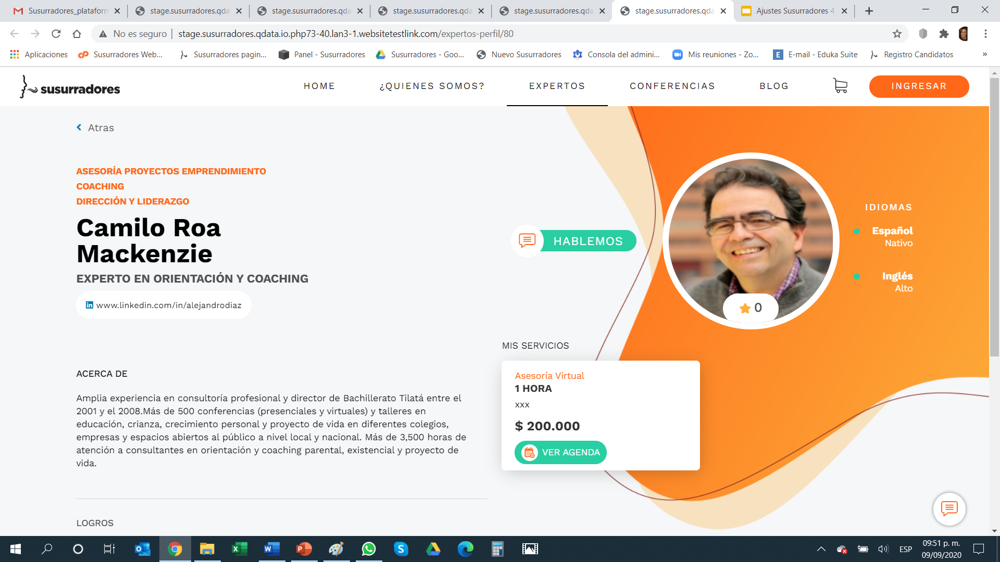 Susurradores_plataforn
stage.susurradores.qda
stage.susurradores.qda
stage.susurradores.qda
stage.susurradores.qda
stage.susurradores.qda
Ajustes Susurradores 4
No es seguro
stage.susurradores.qdata.io.php73-40.lan3-1.websitetestlink.com/expertos-perfil/80
Aplicaciones
Susurradores Web...
Susurradores pagin...
Panel - Susurradores
Susurradores - Goo...
Nuevo Susurradores
Consola del admini...
Mis reuniones - Zo...
E-mail - Eduka Suite
Registro Candidatos
»
susurradores
HOME
¿QUIENES SOMOS?
EXPERTOS
CONFERENCIAS
BLOG
INGRESAR
Atras
ASESORÍA PROYECTOS EMPRENDIMIENTO
COACHING
DIRECCIÓN Y LIDERAZGO
Camilo Roa
Mackenzie
EXPERTO EN ORIENTACIÓN Y COACHING
www.linkedin.com/in/alejandrodiaz
HABLEMOS
0
IDIOMAS
Español
Nativo
Inglés
Alto
ACERCA DE
Amplia experiencia en consultoría profesional y director de Bachillerato Tilatá entre el
2001 y el 2008.Más de 500 conferencias (presenciales y virtuales) y talleres en
educación, crianza, crecimiento personal y proyecto de vida en diferentes colegios,
empresas y espacios abiertos al público a nivel local y nacional. Más de 3,500 horas de
atención a consultantes en orientación y coaching parental, existencial y proyecto de
vida.
LOGROS
MIS SERVICIOS
Asesoría Virtual
1 HORA
xxx
$ 200.000
VER AGENDA
ESP
09:51 p. m.
09/09/2020